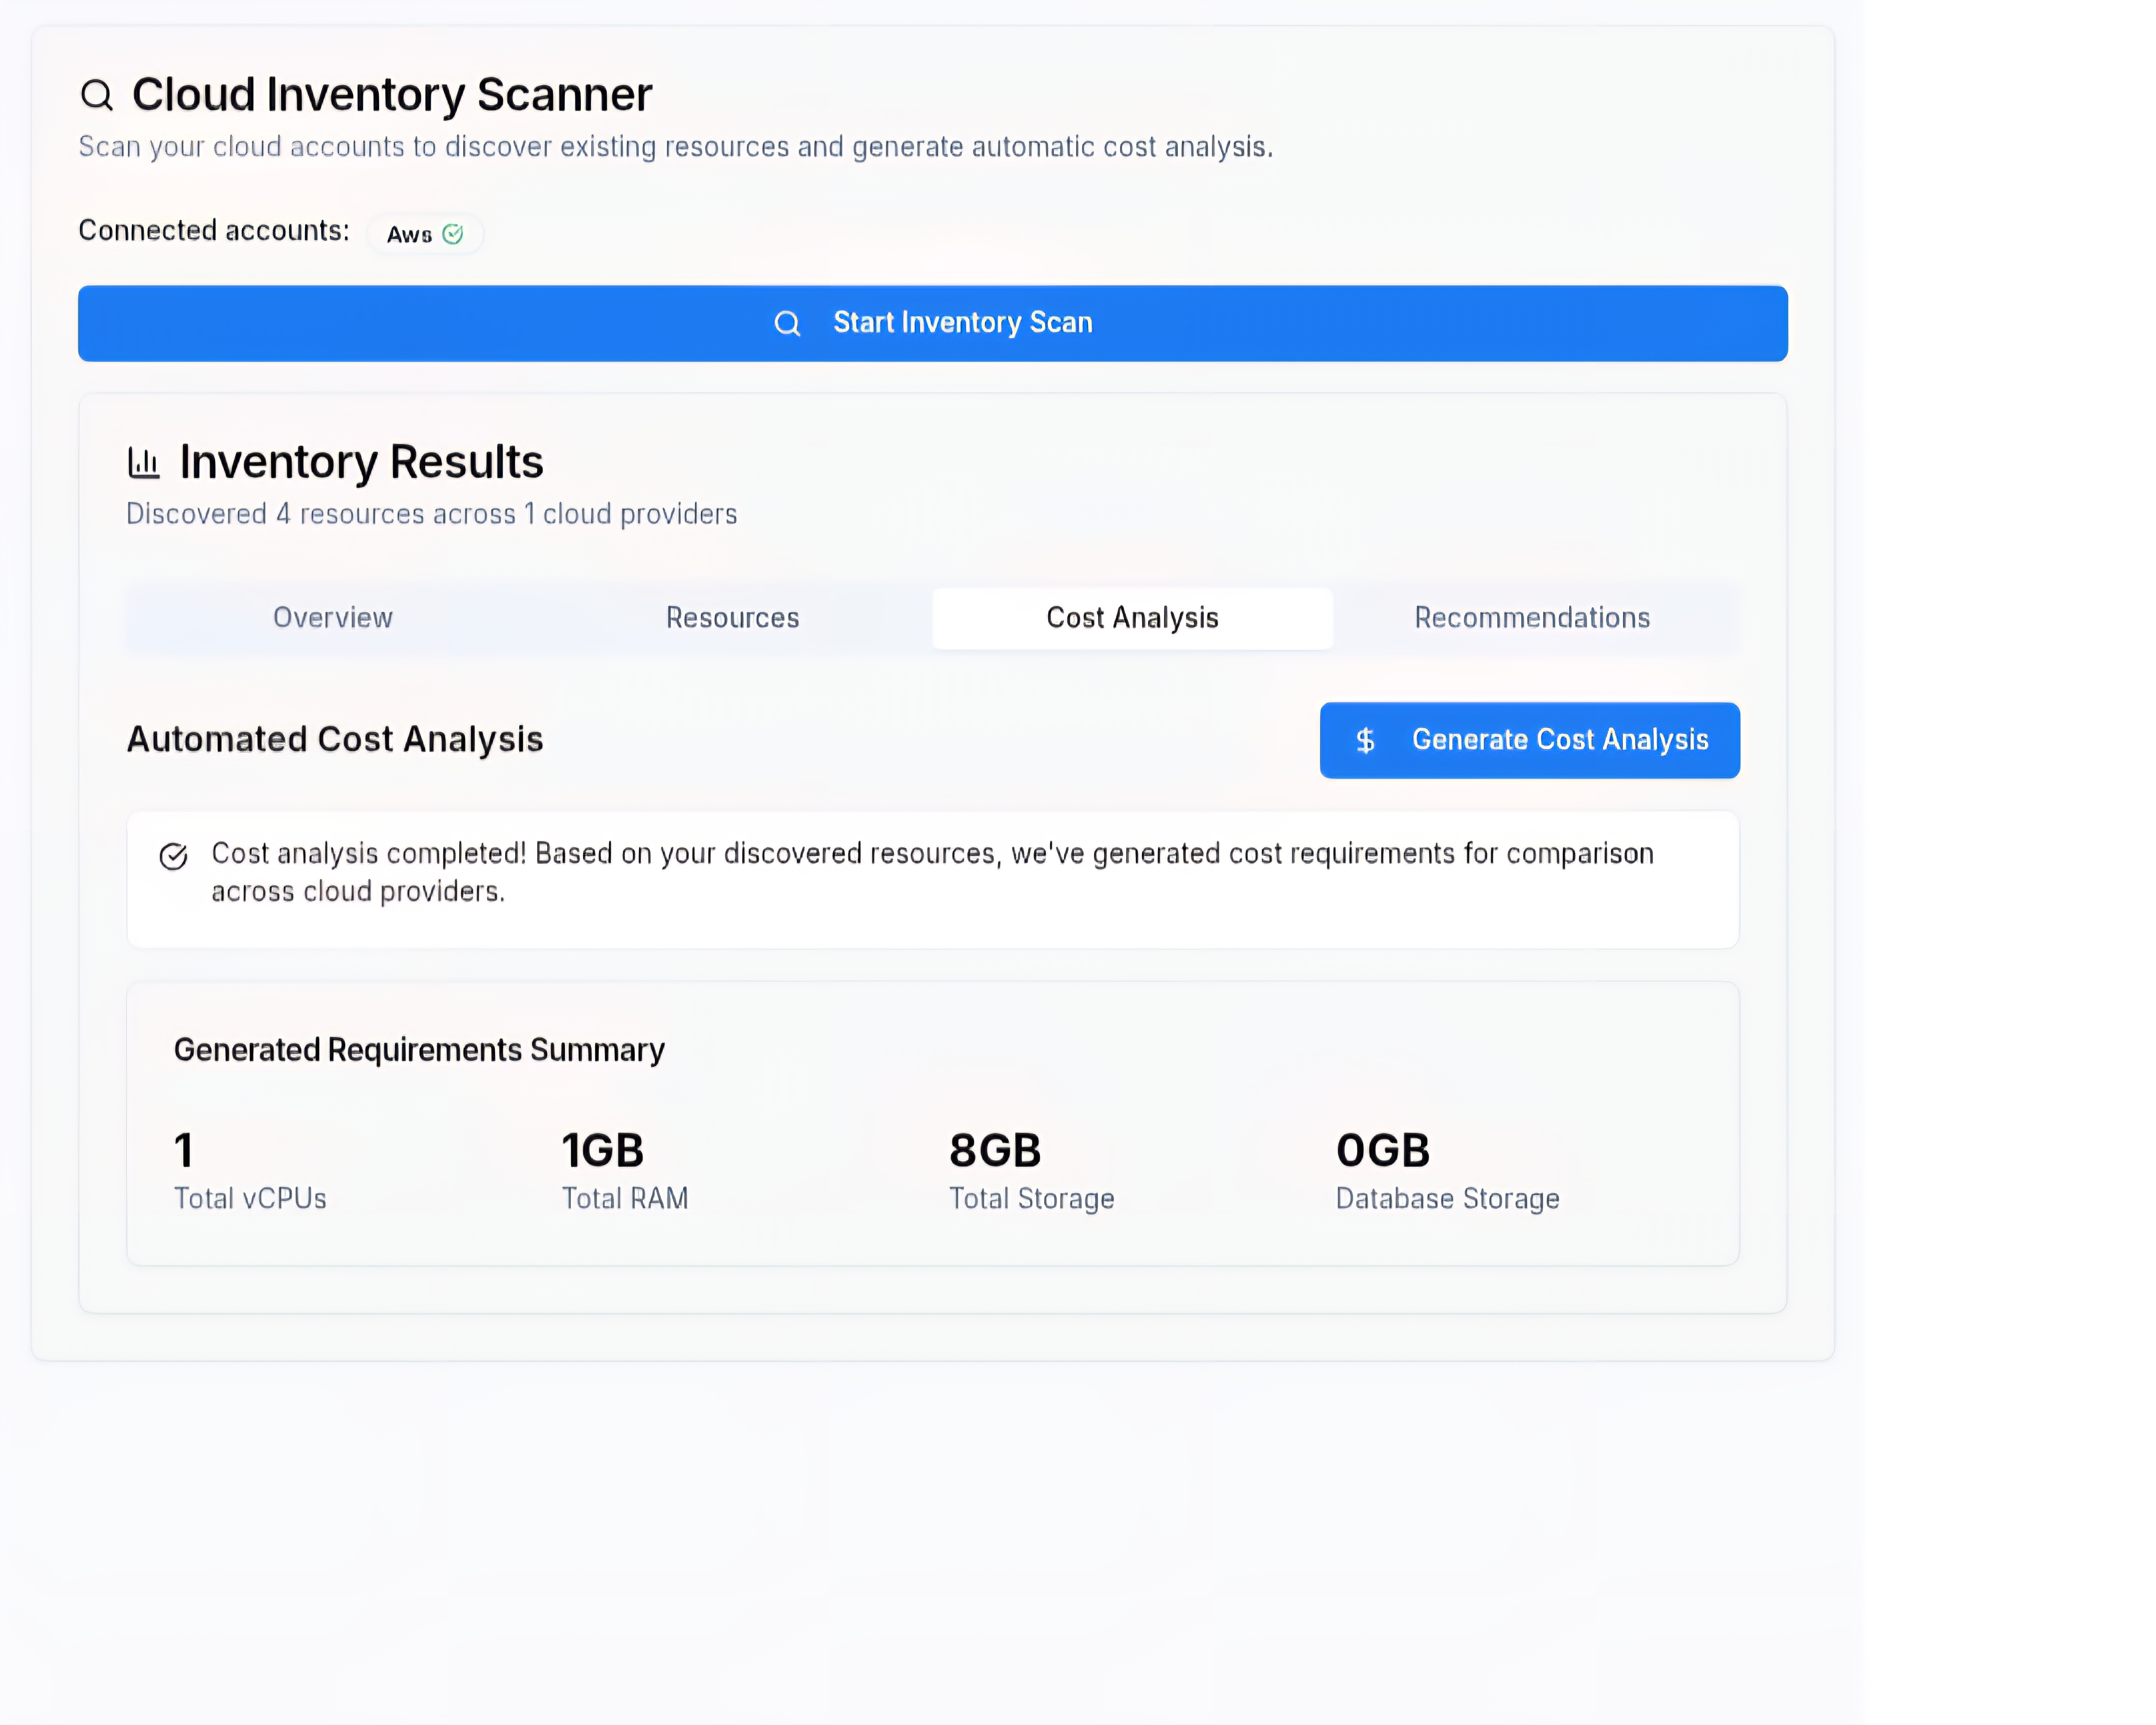 Cloud Inventory Scanner
Scan your cloud accounts to discover existing resources and generate automatic cost analysis.
Connected accounts: Aws
Start Inventory Scan
Inventory Results
Discovered 4 resources across 1 cloud providers
Overview Resources Cost Analysis Recommendations
Automated Cost Analysis
$ Generate Cost Analysis
Cost analysis completed! Based on your discovered resources, we've generated cost requirements for comparison
across cloud providers.
Generated Requirements Summary
1 1GB 8GB 0GB
Total vCPUs Total RAM Total Storage Database Storage